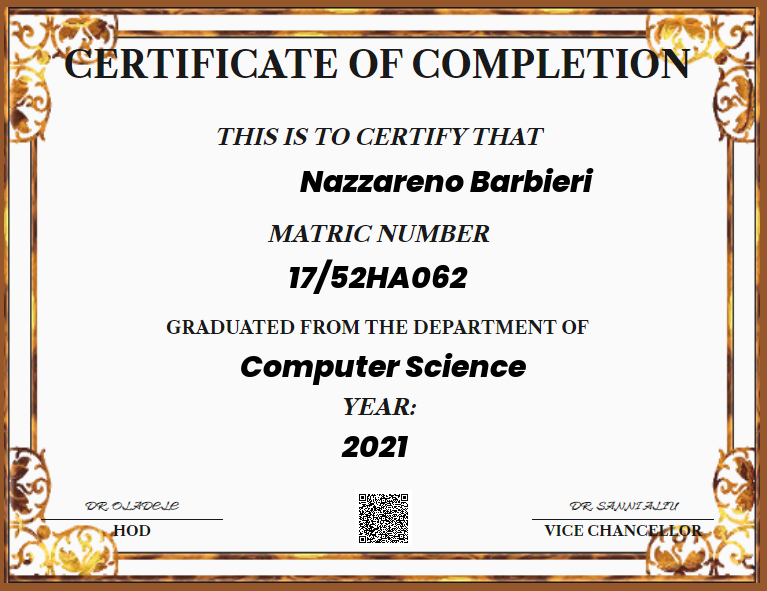 CERTIFICATE OF COMPLETION
THIS IS TO CERTIFY THAT
Nazzareno Barbieri
MATRIC NUMBER
17/52HA062
GRADUATED FROM THE DEPARTMENT OF
Computer Science
YEAR:
2021
DR. OLADELE
DR. SANNI ALIU
HOD
VICE CHANCELLOR